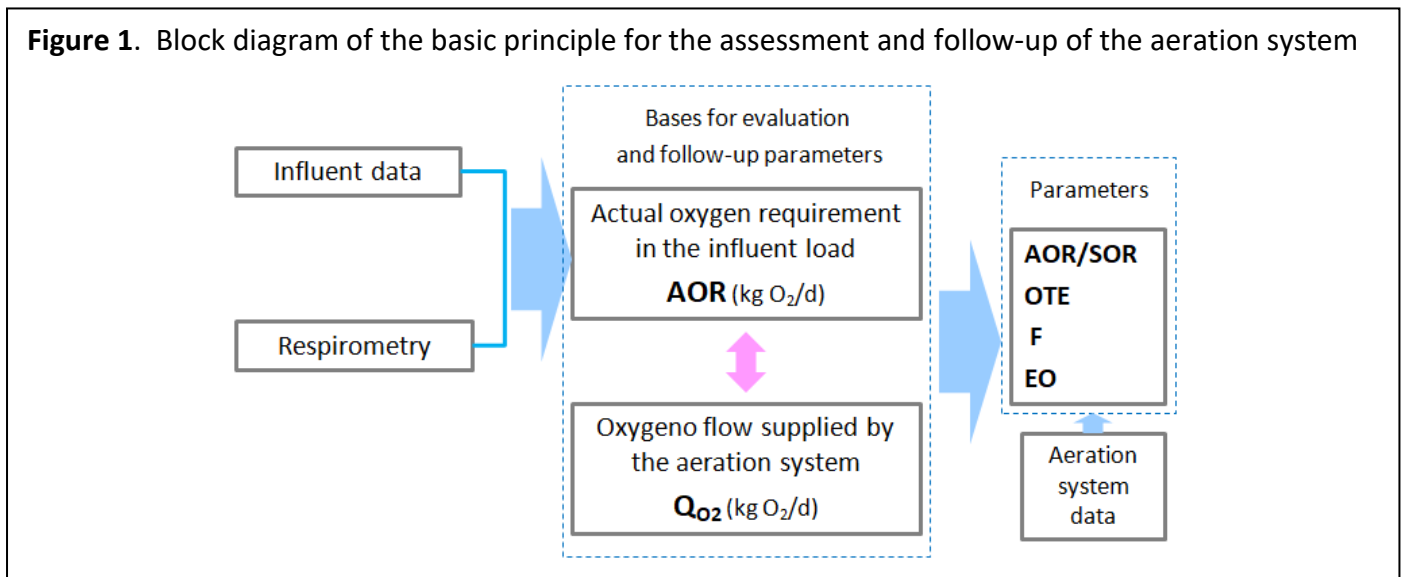 Figure 1.  Block diagram of the basic principle for the assessment and follow-up of the aeration system
Influent data
Respirometry
Bases for evaluation
and follow-up parameters
Actual oxygen requirement
in the influent load
AOR (kg O₂/d)
Oxygeno flow supplied by
the aeration system
Q₀₂ (kg O₂/d)
Parameters
AOR/SOR
OTE
F
EO
Aeration
system
data